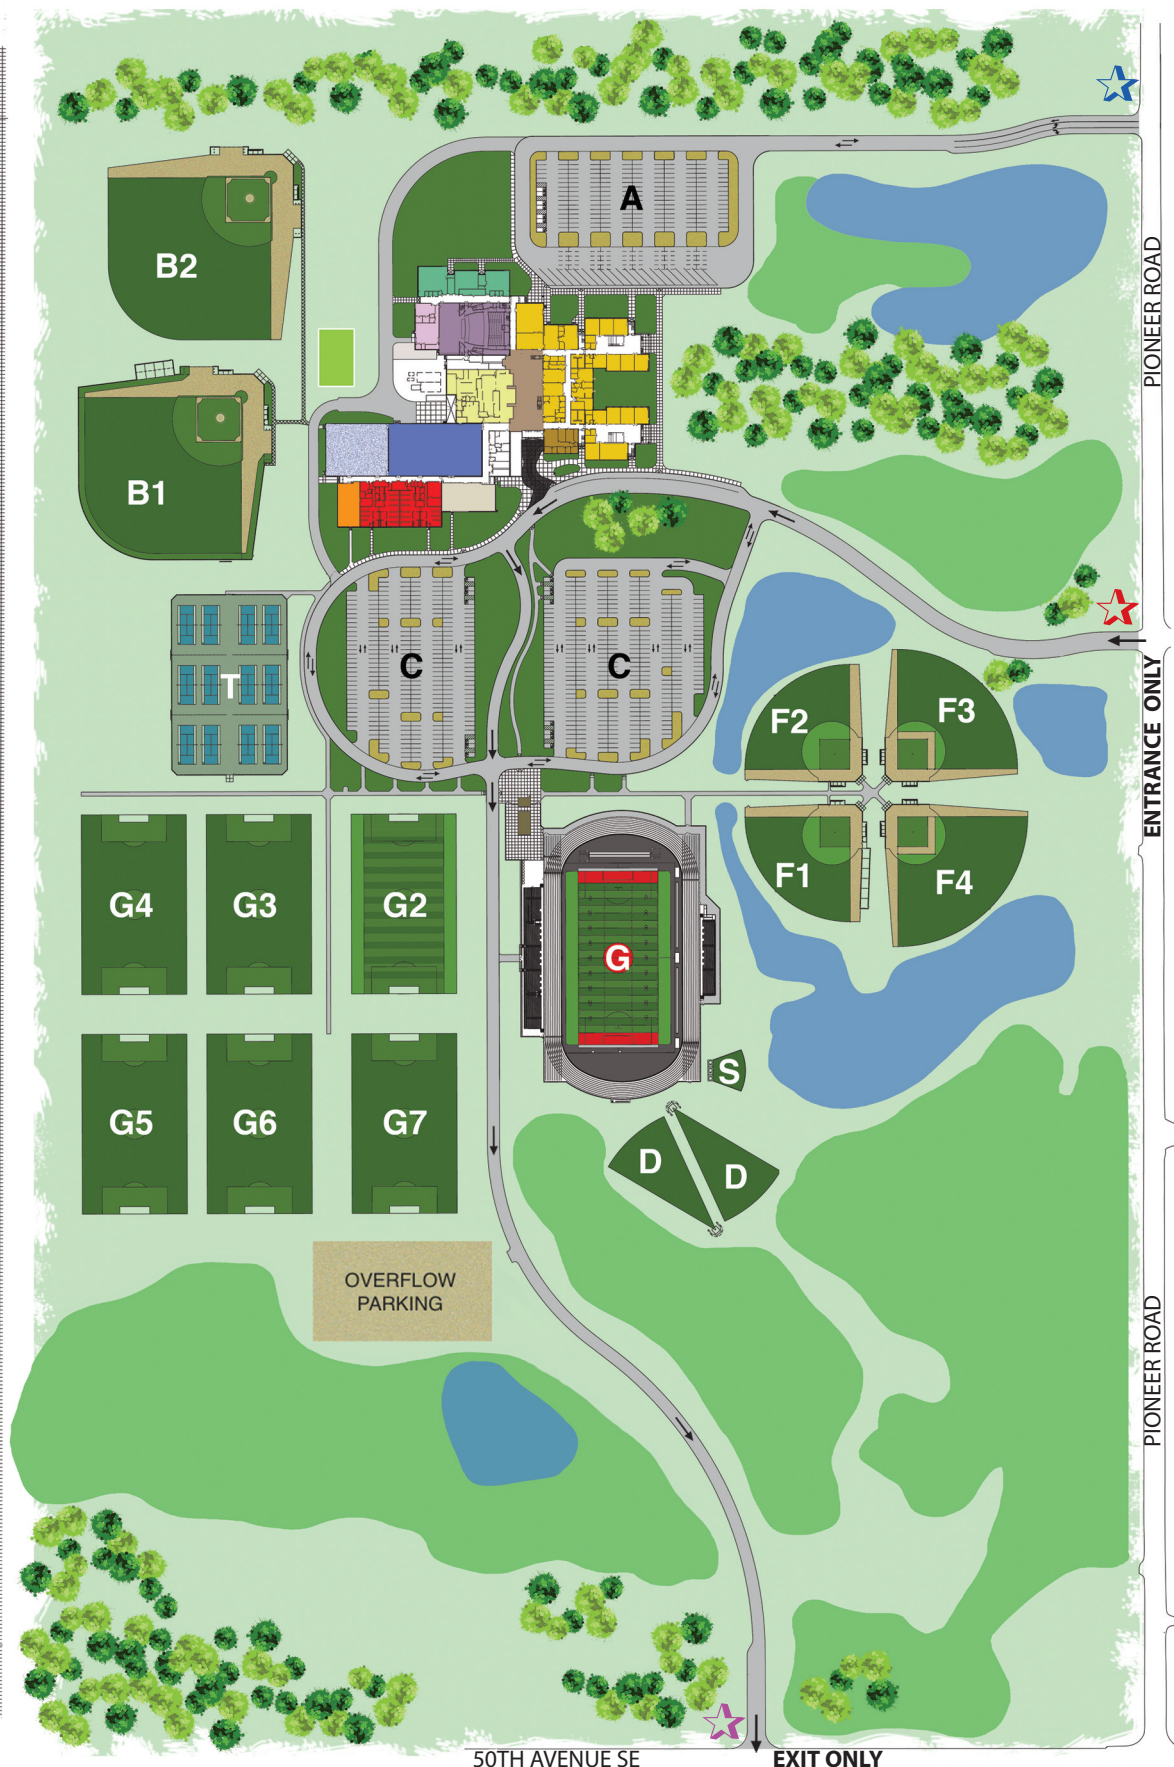 A
B2
PIONEER ROAD
B1
C
C
T
F2
F3
ENTRANCE ONLY
F1
F4
G4
G3
G2
G
S
G5
G6
G7
D
D
OVERFLOW
PARKING
PIONEER ROAD
50TH AVENUE SE
EXIT ONLY